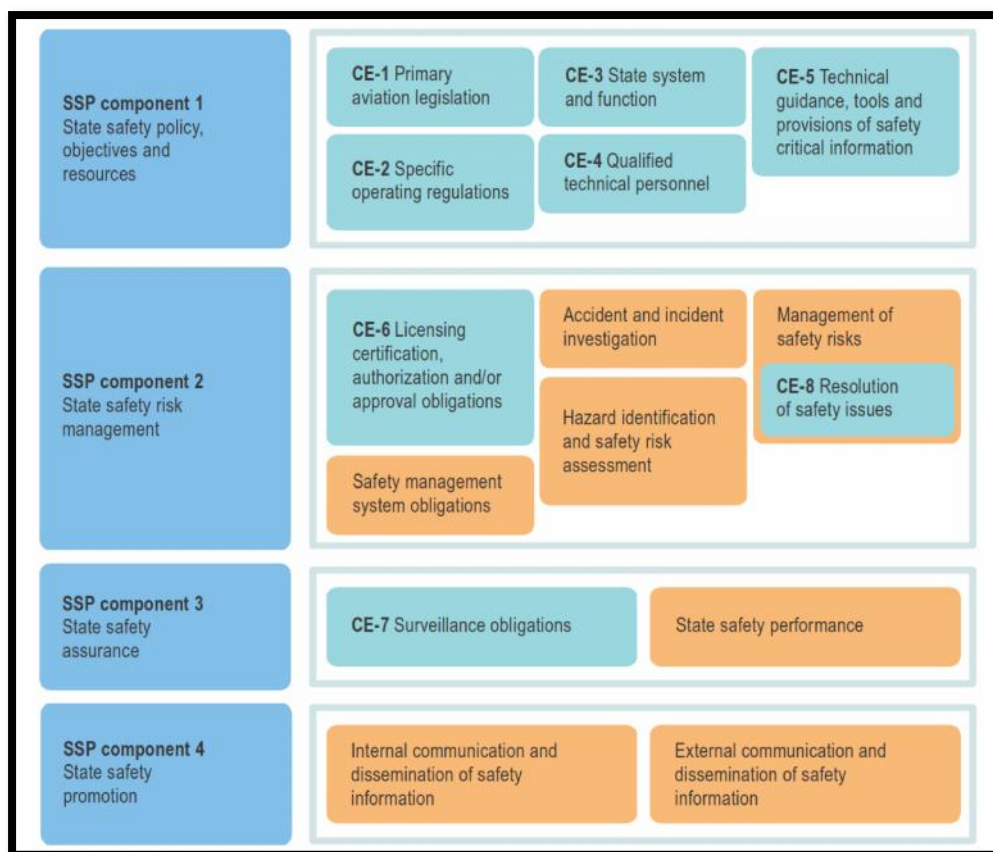 SSP component 1
State safety policy,
objectives and
resources
CE-1 Primary
aviation legislation
CE-3 State system
and function
CE-5 Technical
guidance, tools and
provisions of safety
critical information
CE-2 Specific
operating regulations
CE-4 Qualified
technical personnel
SSP component 2
State safety risk
management
CE-6 Licensing
certification,
authorization and/or
approval obligations
Safety management
system obligations
Accident and incident
investigation
Hazard identification
and safety risk
assessment
Management of
safety risks
CE-8 Resolution
of safety issues
SSP component 3
State safety
assurance
CE-7 Surveillance obligations
State safety performance
SSP component 4
State safety
promotion
Internal communication and
dissemination of safety
information
External communication and
dissemination of safety
information